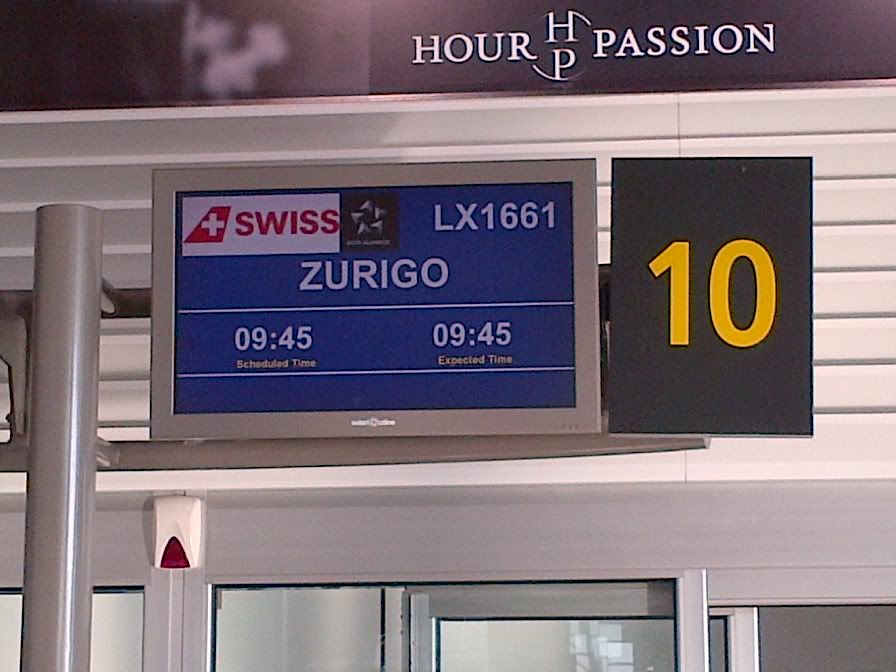 HOUR HP PASSION
SWISS LX1661
ZURIGO
10
09:45 09:45
Scheduled Time Expected Time